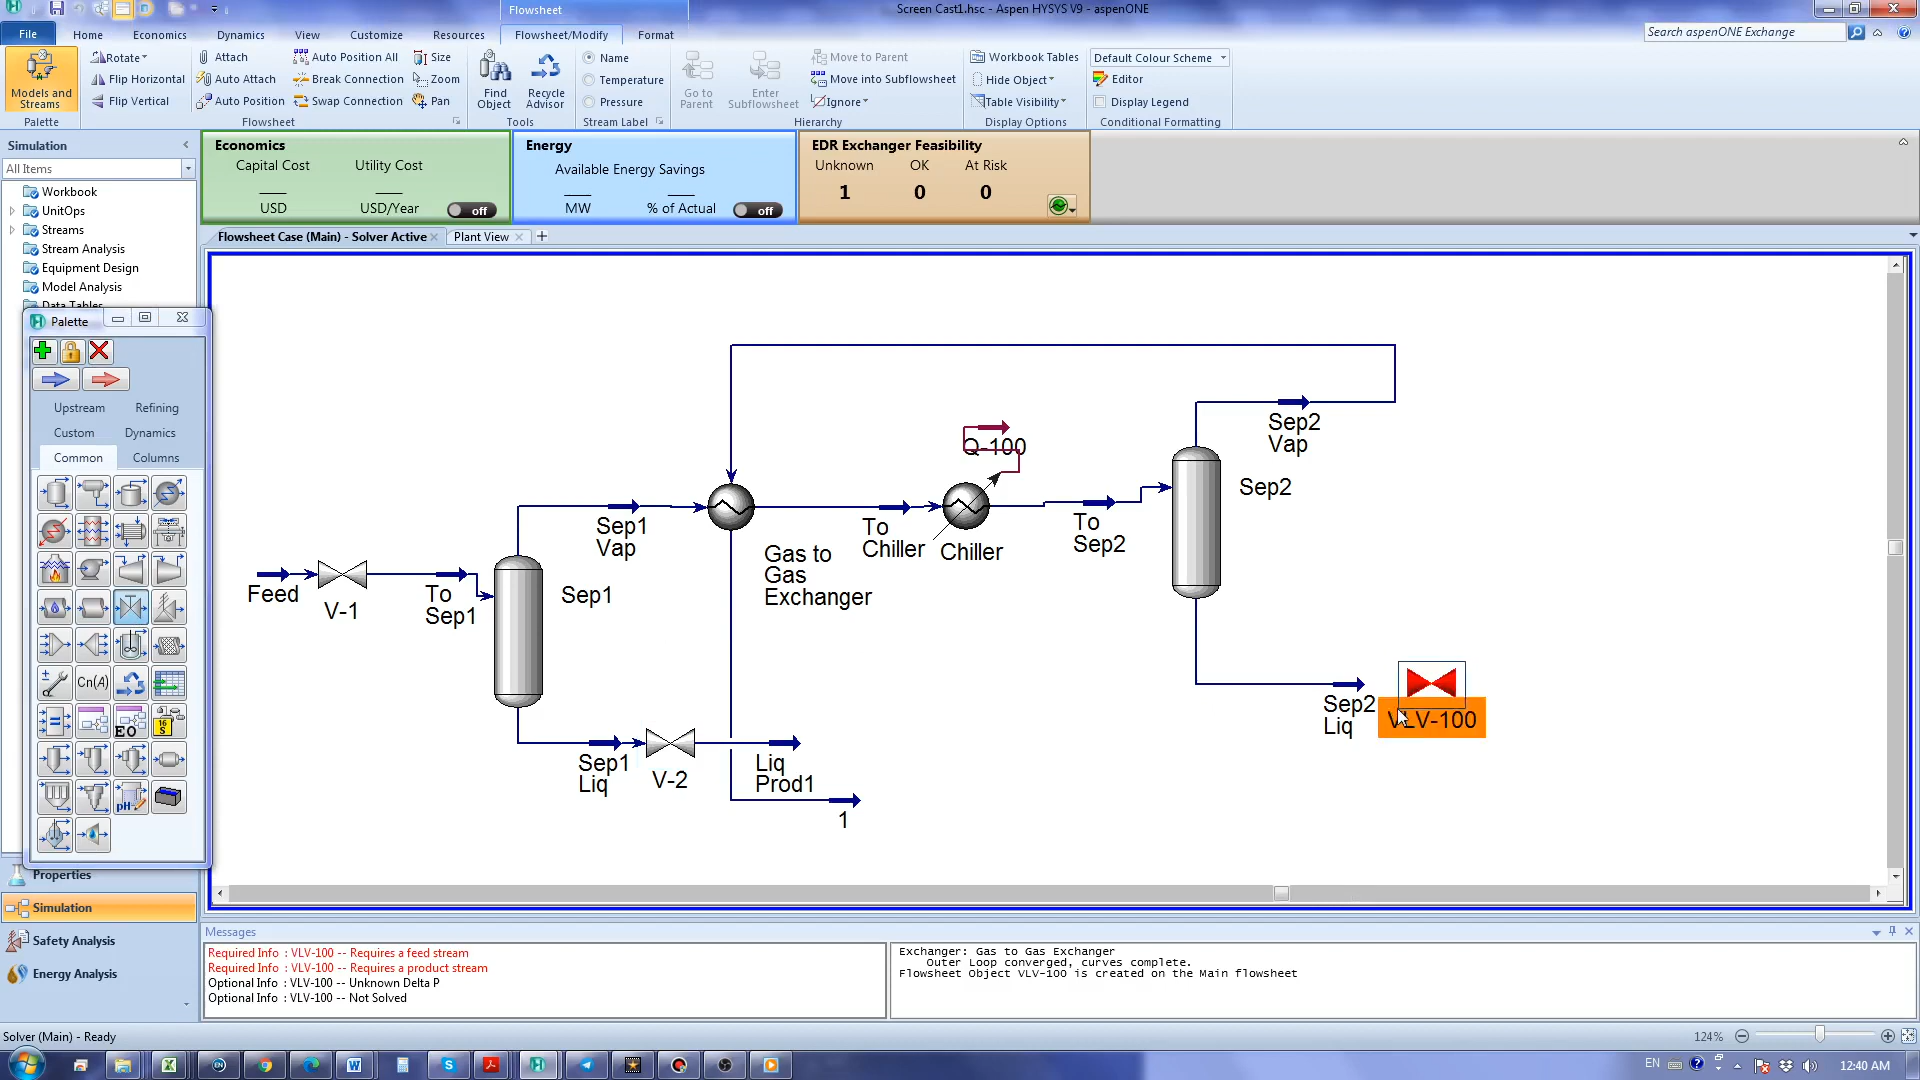 Flowsheet
Screen Cast1.hsc - Aspen HYSYS V9 - aspenONE
File
Home
Economics
Dynamics
View
Customize
Resources
Flowsheet/Modify
Format
Search aspenONE Exchange
Models and
Streams
Palette
Rotate
Flip Horizontal
Flip Vertical
Attach
Auto Attach
Auto Position
Auto Position All
Break Connection
Swap Connection
Size
Zoom
Pan
Flowsheet
Find
Object
Recycle
Advisor
Tools
Name
Temperature
Pressure
Stream Label
Go to
Parent
Enter
Subflowsheet
Move to Parent
Move into Subflowsheet
Ignore
Hierarchy
Workbook Tables
Hide Object
Table Visibility
Display Options
Default Colour Scheme
Editor
Display Legend
Conditional Formatting
Simulation
All Items
Workbook
UnitOps
Streams
Stream Analysis
Equipment Design
Model Analysis
Data Tables
Economics
Capital Cost
Utility Cost
USD
USD/Year
off
Energy
Available Energy Savings
MW
% of Actual
off
EDR Exchanger Feasibility
Unknown
OK
At Risk
1
0
0
Flowsheet Case (Main) - Solver Active
Plant View
Palette
Upstream
Refining
Custom
Dynamics
Common
Columns
Cn(A)
EO
16
S
pH
Feed
V-1
To
Sep1
Sep1
Sep1
Vap
Sep1
Liq
V-2
Liq
Prod1
1
Gas to
Gas
Exchanger
To
Chiller
Q-100
Chiller
To
Sep2
Sep2
Sep2
Vap
Sep2
Liq
VLV-100
Properties
Simulation
Safety Analysis
Energy Analysis
Messages
Required Info : VLV-100 -- Requires a feed stream
Required Info : VLV-100 -- Requires a product stream
Optional Info : VLV-100 -- Unknown Delta P
Optional Info : VLV-100 -- Not Solved
Exchanger: Gas to Gas Exchanger
Outer Loop converged, curves complete.
Flowsheet Object VLV-100 is created on the Main flowsheet
Solver (Main) - Ready
124%
EN
12:40 AM